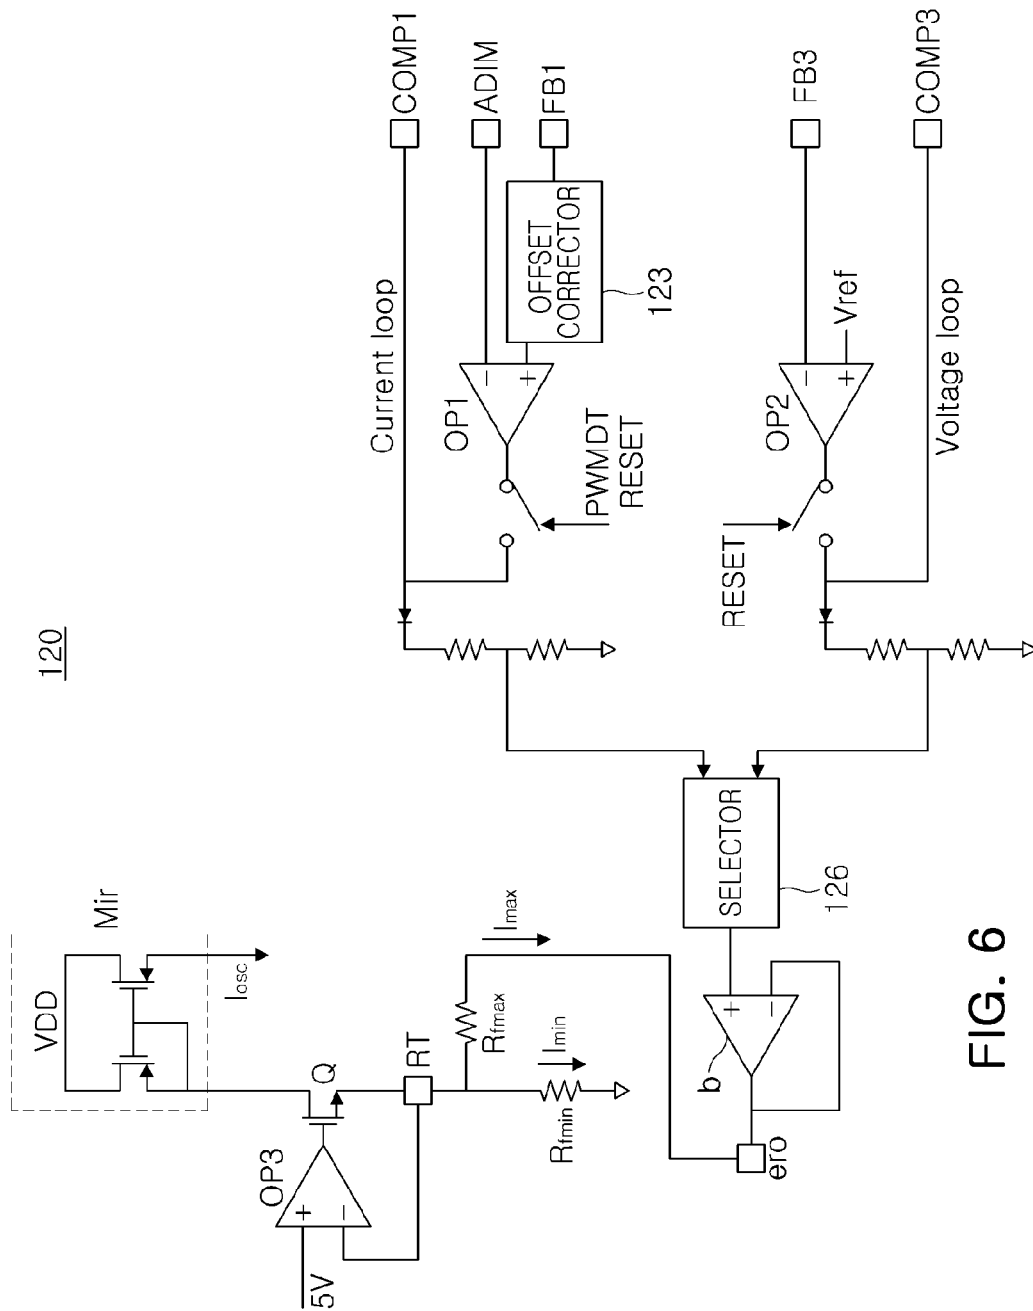 120
VDD
Mir
Iosc
5V
+
−
OP3
Q
RT
Rfmax
Imax
Rfmin
Imin
ero
b
+
−
SELECTOR
126
Current loop
COMP1
ADIM
FB1
OFFSET
CORRECTOR
123
OP1
−
+
PWMDT
RESET
RESET
OP2
−
+
Vref
FB3
COMP3
Voltage loop
FIG. 6